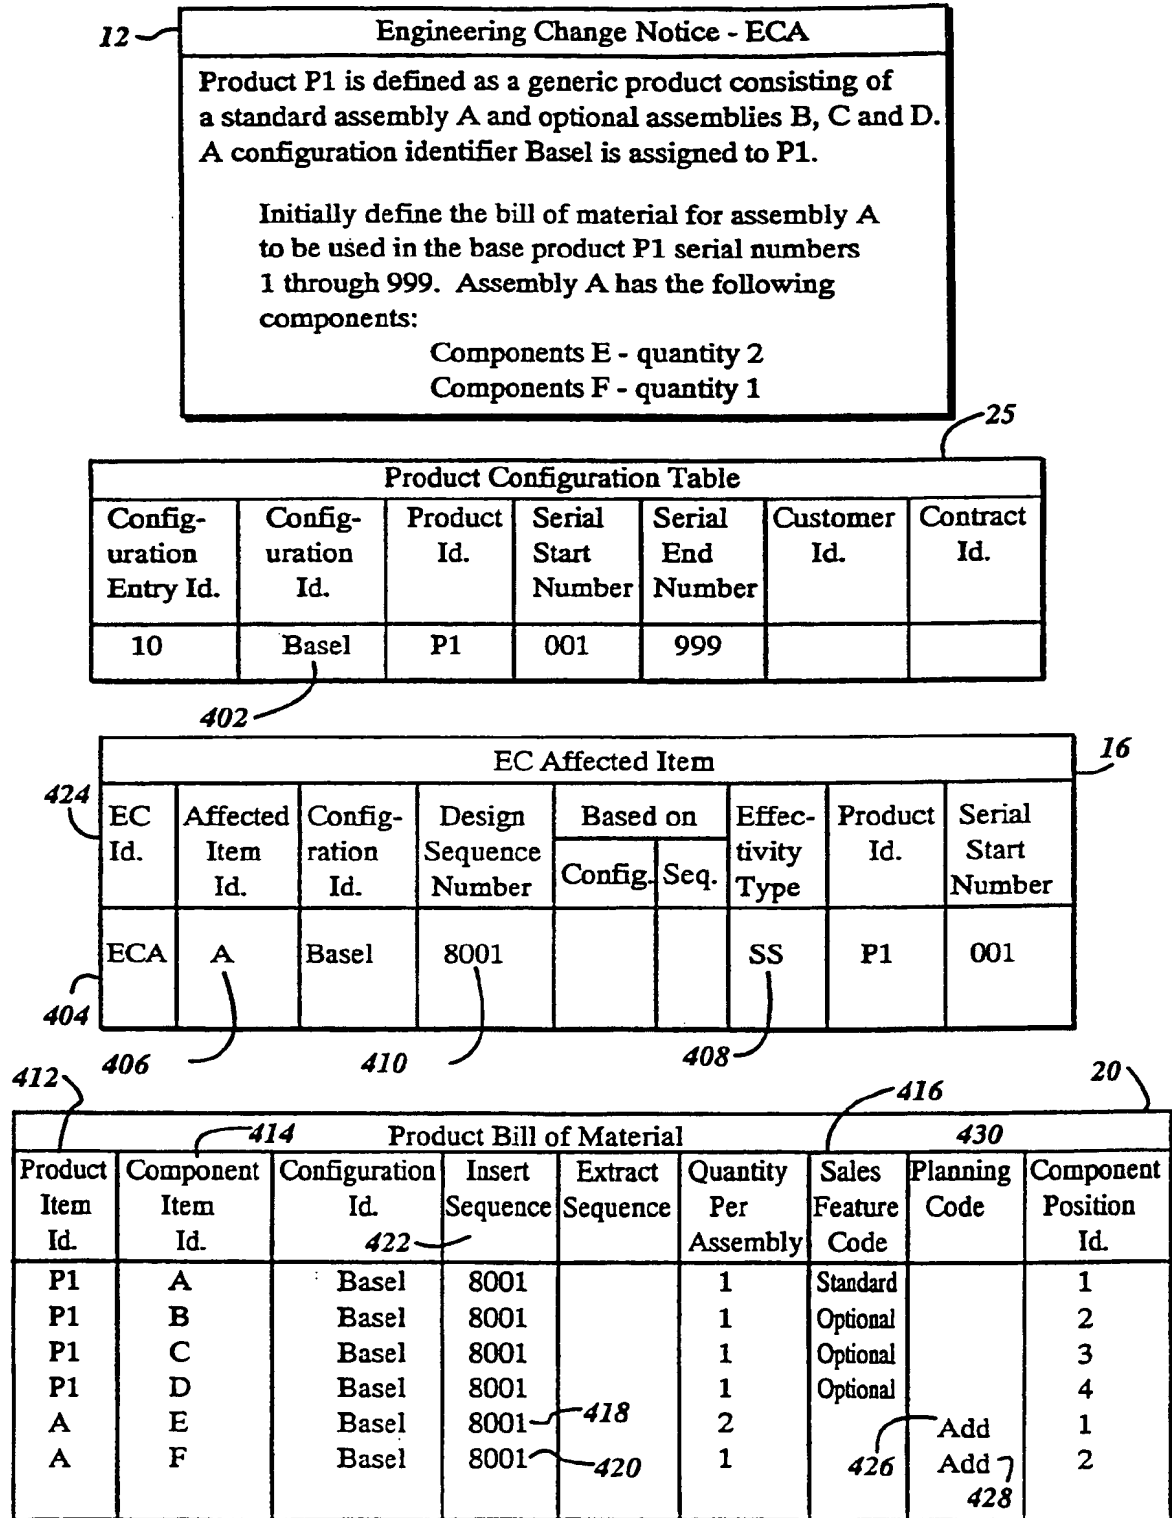 12
Engineering Change Notice - ECA
Product P1 is defined as a generic product consisting of
a standard assembly A and optional assemblies B, C and D.
A configuration identifier Basel is assigned to P1.
Initially define the bill of material for assembly A
to be used in the base product P1 serial numbers
1 through 999. Assembly A has the following
components:
Components E - quantity 2
Components F - quantity 1
25
Product Configuration Table
Config- Config- Product Serial Serial Customer Contract
uration uration Id. Start End Id. Id.
Entry Id. Id. Number Number
10 Basel P1 001 999
402
EC Affected Item 16
424 EC Affected Config- Design Based on Effec- Product Serial
Id. Item ration Sequence tivity Id. Start
Id. Id. Number Config. Seq. Type Number
ECA A Basel 8001 SS P1 001
404
406 410 408
412 416 20
414 Product Bill of Material 430
Product Component Configuration Insert Extract Quantity Sales Planning Component
Item Item Id. Sequence Sequence Per Feature Code Position
Id. Id. 422 Assembly Code Id.
P1 A Basel 8001 1 Standard 1
P1 B Basel 8001 1 Optional 2
P1 C Basel 8001 1 Optional 3
P1 D Basel 8001 1 Optional 4
A E Basel 8001 418 2 Add 1
A F Basel 8001 420 1 426 Add 2
428